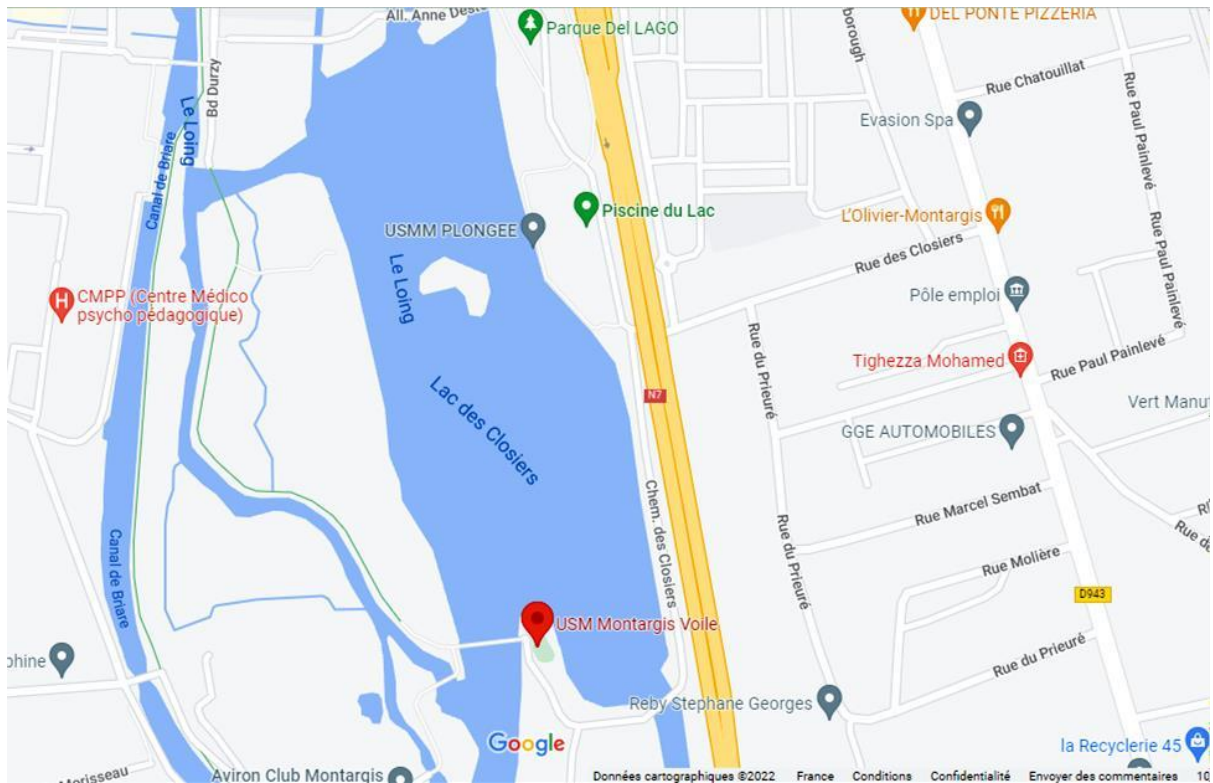 All. Anne Deste
Parque Del LAGO
borough
DEL PONTE PIZZERIA
Rue Chatouillat
Rue Paul Painlevé
Bd Durzy
Le Loing
Canal de Briare
Evasion Spa
Piscine du Lac
USMM PLONGEE
L'Olivier-Montargis
Rue des Closiers
Rue Paul Painlevé
Le Loing
CMPP (Centre Médico
psycho pédagogique)
Pôle emploi
Rue du Prieuré
Tighezza Mohamed
Rue Paul Painlevé
Lac des Closiers
N7
Vert Manut
GGE AUTOMOBILES
Chem. des Closiers
Rue Marcel Sembat
Rue de
Canal de Briare
Rue du Prieuré
Rue Molière
D943
USM Montargis Voile
phine
Rue du Prieuré
Reby Stephane Georges
Google
la Recyclerie 45
Morisseau
Aviron Club Montargis
Données cartographiques ©2022 France Conditions Confidentialité Envoyer des commentaires 10